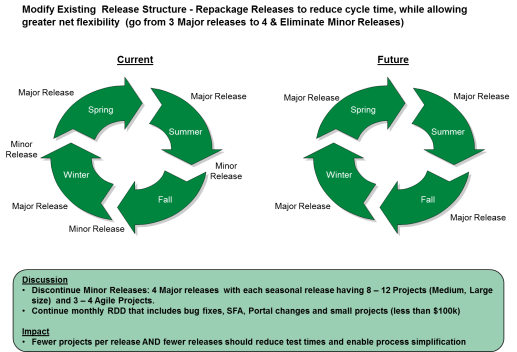 Modify Existing Release Structure - Repackage Releases to reduce cycle time, while allowing
greater net flexibility (go from 3 Major releases to 4 & Eliminate Minor Releases)
Current
Major Release
Spring
Major Release
Summer
Minor
Release
Minor
Release
Winter
Fall
Major Release
Minor Release
Future
Major Release
Spring
Major Release
Summer
Winter
Fall
Major Release
Major Release
Discussion
• Discontinue Minor Releases: 4 Major releases with each seasonal release having 8 – 12 Projects (Medium, Large
size) and 3 – 4 Agile Projects.
• Continue monthly RDD that includes bug fixes, SFA, Portal changes and small projects (less than $100k)
Impact
• Fewer projects per release AND fewer releases should reduce test times and enable process simplification